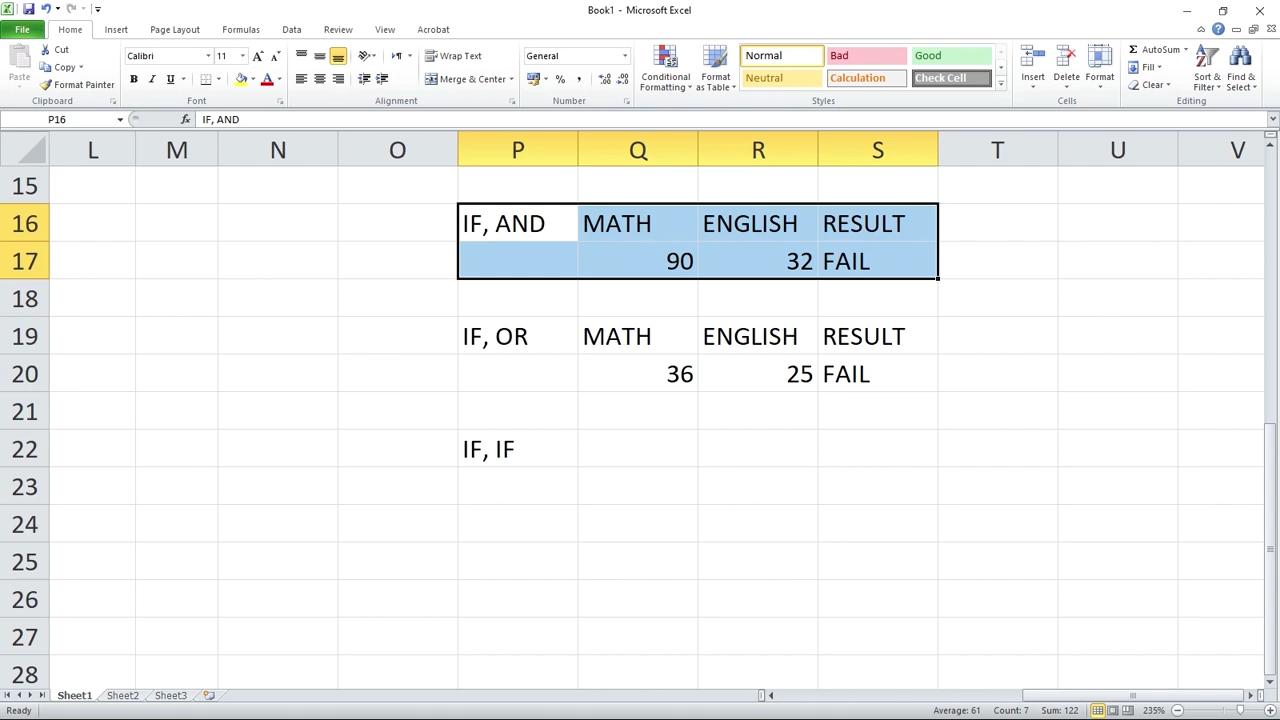 Book1 - Microsoft Excel
File Home Insert Page Layout Formulas Data Review View Acrobat
Paste
Cut
Copy
Format Painter
Clipboard
Calibri 11
B I U
Font
Wrap Text
Merge & Center
Alignment
General
% ,
Number
Conditional Formatting
Format as Table
Normal Bad Good
Neutral Calculation Check Cell
Styles
Insert Delete Format
Cells
AutoSum
Fill
Clear
Sort & Filter
Find & Select
Editing
P16 fx IF, AND
L M N O P Q R S T U V
15
16 IF, AND MATH ENGLISH RESULT
17 90 32 FAIL
18
19 IF, OR MATH ENGLISH RESULT
20 36 25 FAIL
21
22 IF, IF
23
24
25
26
27
28
Sheet1 Sheet2 Sheet3
Ready Average: 61 Count: 7 Sum: 122 235%